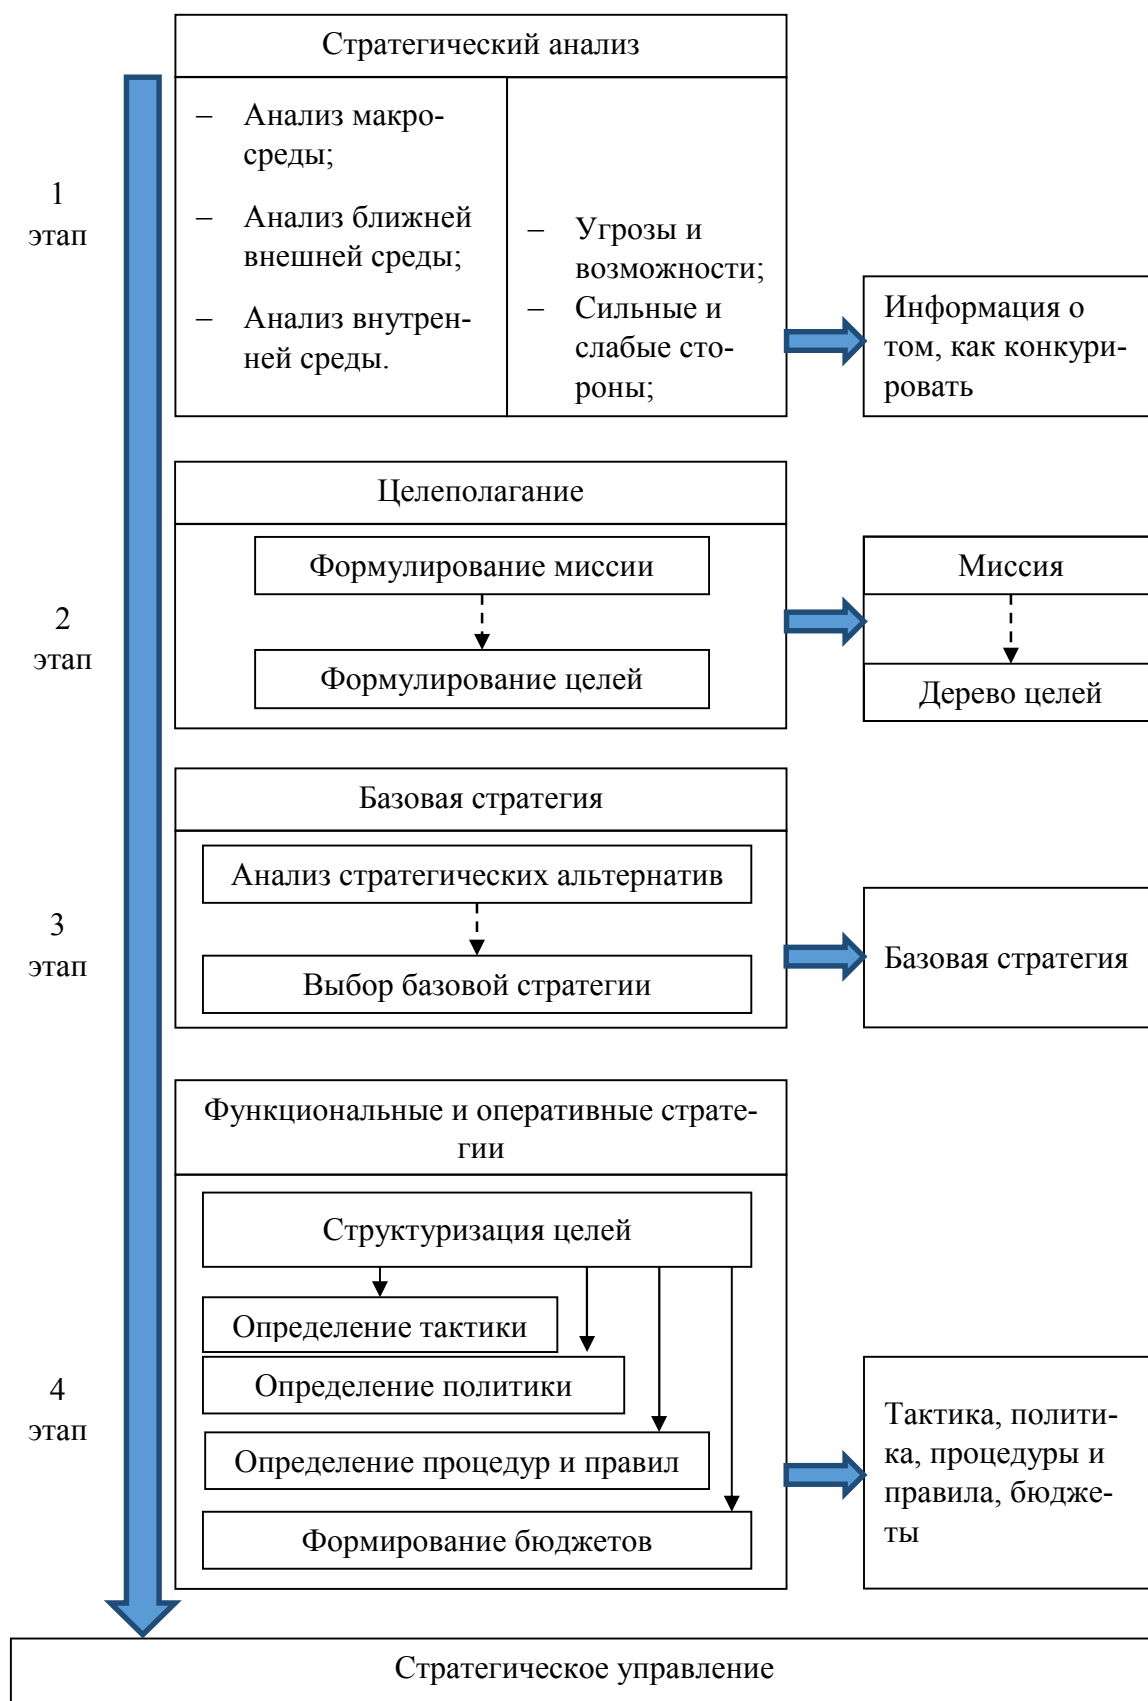 Стратегический анализ
1
этап
– Анализ макро-
среды;
– Анализ ближней
внешней среды;
– Анализ внутрен-
ней среды.
– Угрозы и
возможности;
– Сильные и
слабые сто-
роны;
Информация о
том, как конкури-
ровать
Целеполагание
2
этап
Формулирование миссии
Формулирование целей
Миссия
Дерево целей
Базовая стратегия
3
этап
Анализ стратегических альтернатив
Выбор базовой стратегии
Базовая стратегия
Функциональные и оперативные страте-
гии
4
этап
Структуризация целей
Определение тактики
Определение политики
Определение процедур и правил
Формирование бюджетов
Тактика, полити-
ка, процедуры и
правила, бюдже-
ты
Стратегическое управление